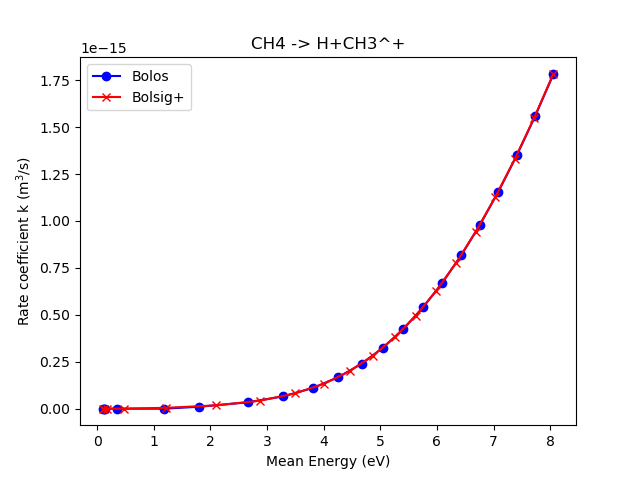 CH4 -> H+CH3^+
1e−15
Bolos
Bolsig+
1.75
1.50
1.25
1.00
0.75
0.50
0.25
0.00
Rate coefficient k (m³/s)
0 1 2 3 4 5 6 7 8
Mean Energy (eV)